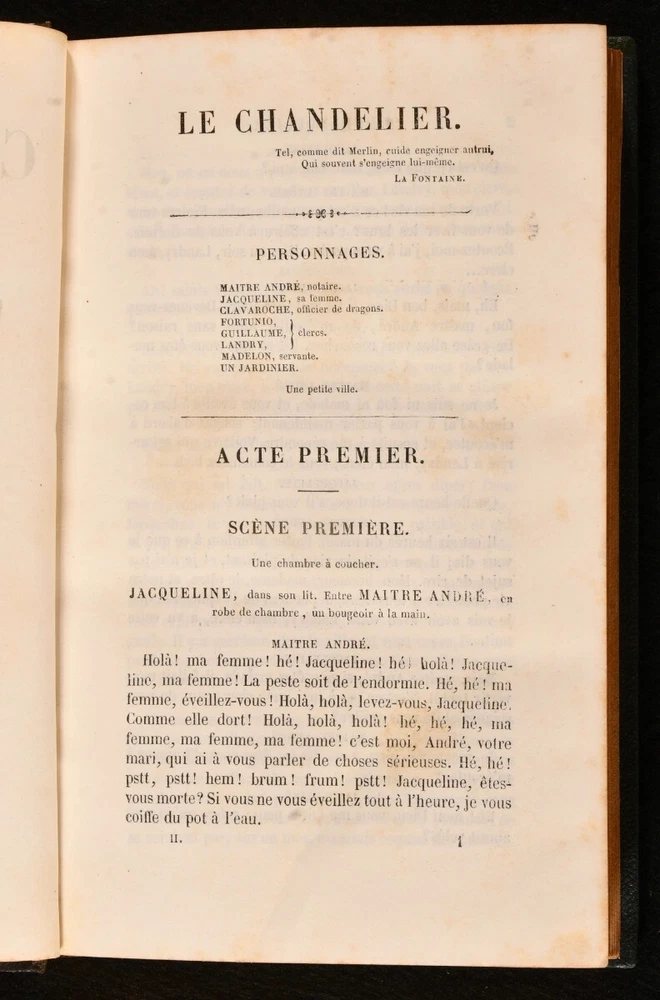 LE CHANDELIER.
Tel, comme dit Merlin, cuide engeigner autrui,
Qui souvent s'engeigne lui-même.
LA FONTAINE.
PERSONNAGES.
MAITRE ANDRÉ, notaire.
JACQUELINE, sa femme.
CLAVAROCHE, officier de dragons.
FORTUNIO,
GUILLAUME, } clercs.
LANDRY,
MADELON, servante.
UN JARDINIER.
Une petite ville.
ACTE PREMIER.
SCÈNE PREMIÈRE.
Une chambre à coucher.
JACQUELINE, dans son lit. Entre MAITRE ANDRÉ, en
robe de chambre, un bougeoir à la main.
MAITRE ANDRÉ.
Holà! ma femme! hé! Jacqueline! hé! holà! Jacque-
line, ma femme! La peste soit de l'endormie. Hé, hé! ma
femme, éveillez-vous! Holà, holà, levez-vous, Jacqueline.
Comme elle dort! Holà, holà, holà! hé, hé, hé, ma
femme, ma femme, ma femme! c'est moi, André, votre
mari, qui ai à vous parler de choses sérieuses. Hé, hé!
pstt, pstt! hem! brum! frum! pstt! Jacqueline, êtes-
vous morte? Si vous ne vous éveillez tout à l'heure, je vous
coiffe du pot à l'eau.
II. 1